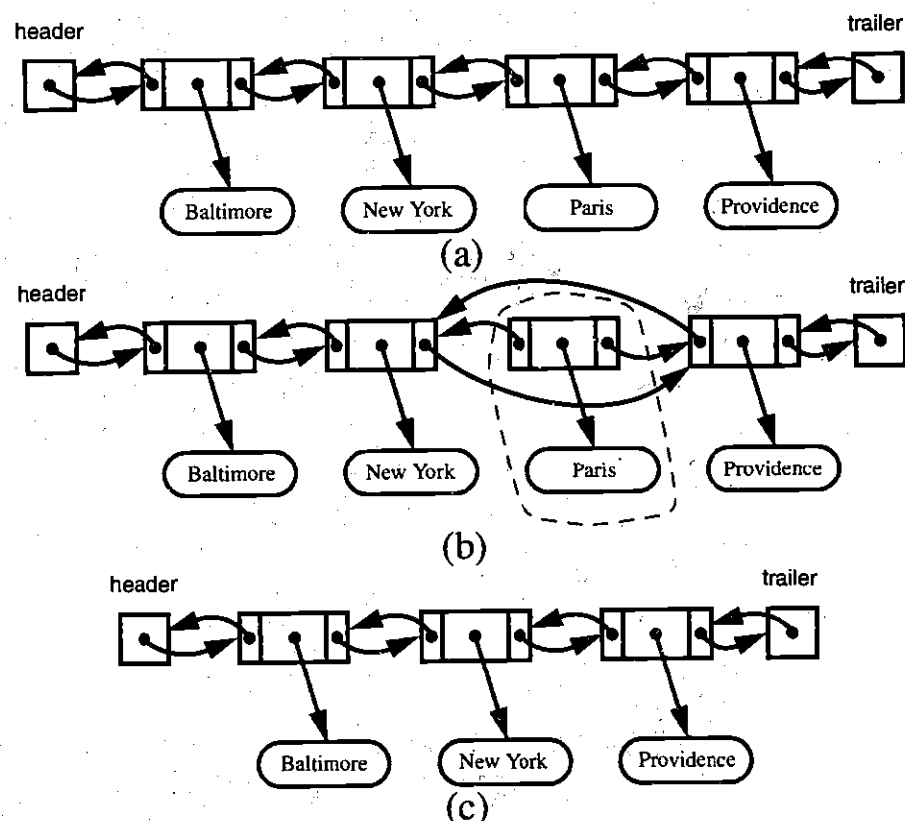 header
trailer
Baltimore
New York
Paris
Providence
(a)
header
trailer
Baltimore
New York
Paris
Providence
(b)
header
trailer
Baltimore
New York
Providence
(c)